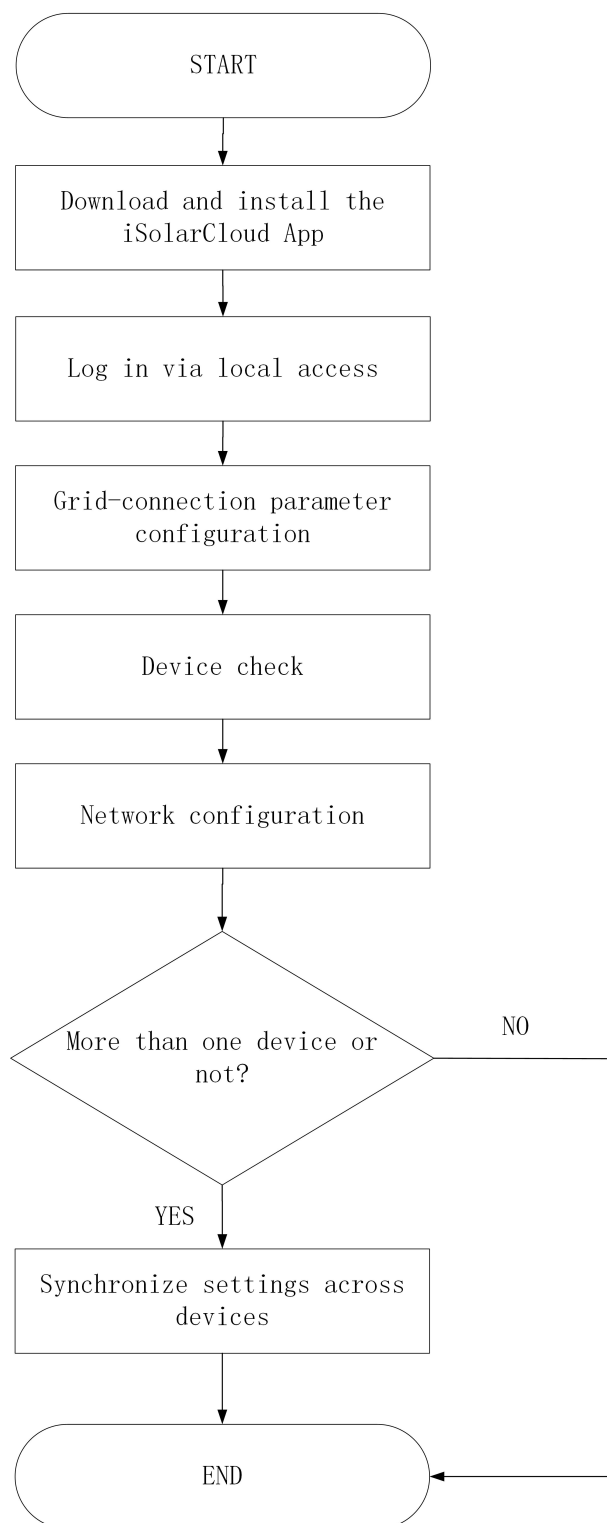 START
Download and install the
iSolarCloud App
Log in via local access
Grid-connection parameter
configuration
Device check
Network configuration
More than one device or
not?
NO
YES
Synchronize settings across
devices
END